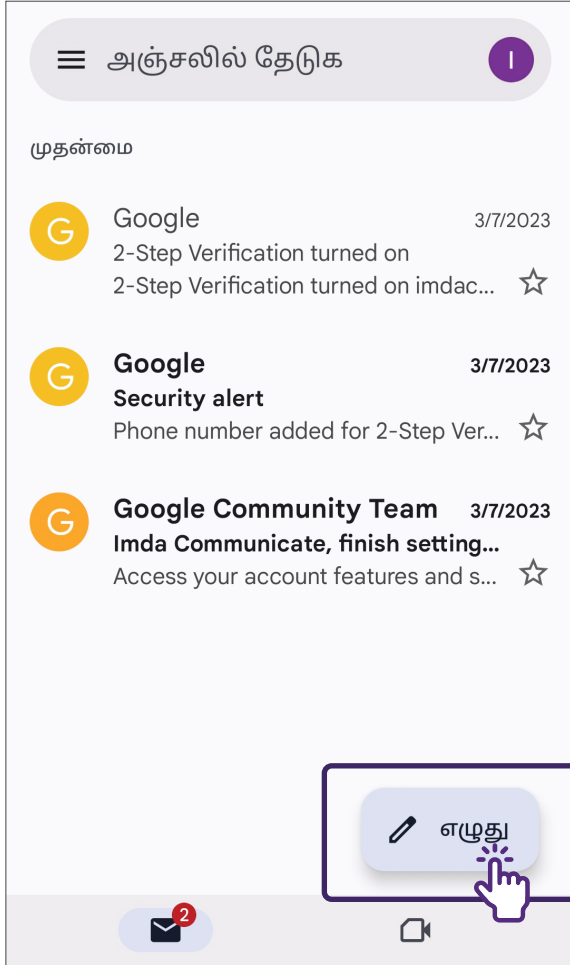 அஞ்சலில் தேடுக
I
முதன்மை
G
Google 3/7/2023
2-Step Verification turned on
2-Step Verification turned on imdac...
G
Google 3/7/2023
Security alert
Phone number added for 2-Step Ver...
G
Google Community Team 3/7/2023
Imda Communicate, finish setting...
Access your account features and s...
எழுது
2